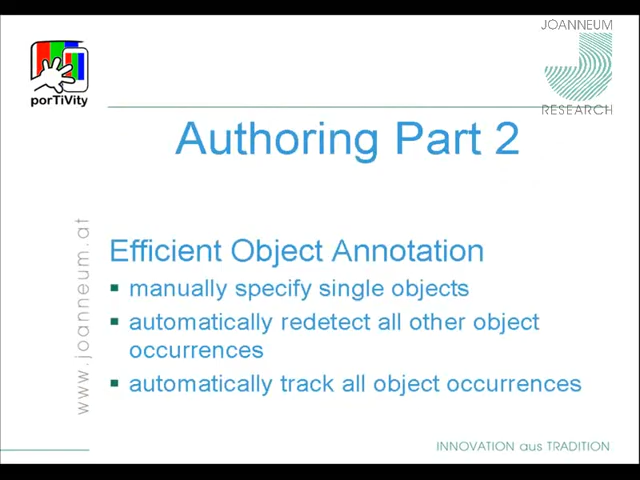 JOANNEUM
RESEARCH
porTiVity
Authoring Part 2
Efficient Object Annotation
manually specify single objects
automatically redetect all other object
occurrences
automatically track all object occurrences
www.joanneum.at
INNOVATION aus TRADITION